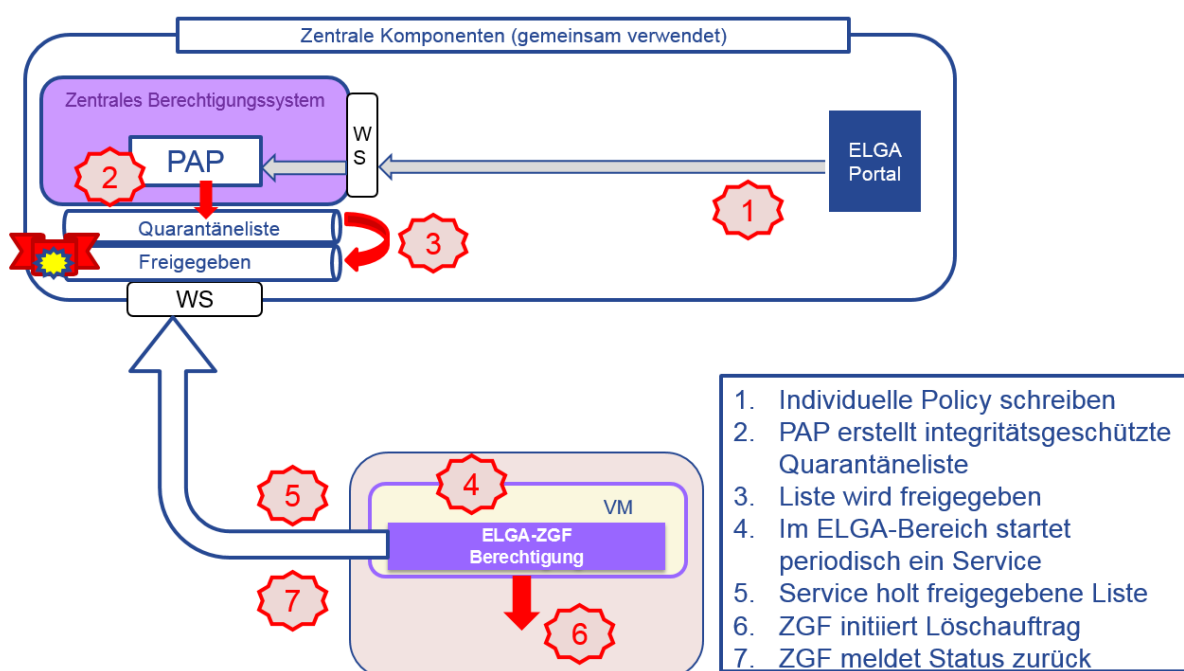 Zentrale Komponenten (gemeinsam verwendet)
Zentrales Berechtigungssystem
PAP
W
S
ELGA
Portal
2
1
Quarantäneliste
3
Freigegeben
WS
5
4
VM
ELGA-ZGF
Berechtigung
7
6
1. Individuelle Policy schreiben
2. PAP erstellt integritätsgeschützte
Quarantäneliste
3. Liste wird freigegeben
4. Im ELGA-Bereich startet
periodisch ein Service
5. Service holt freigegebene Liste
6. ZGF initiiert Löschauftrag
7. ZGF meldet Status zurück